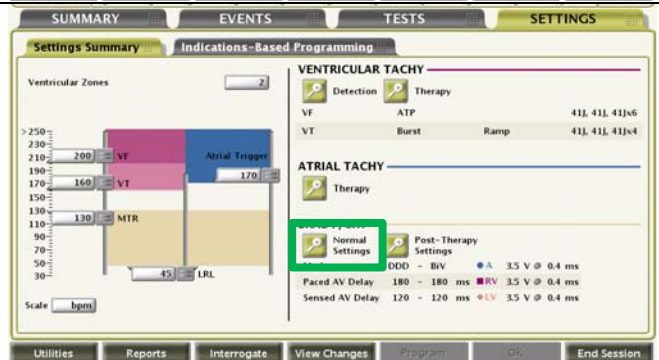 SUMMARY EVENTS TESTS SETTINGS
Settings Summary Indications-Based Programming
Ventricular Zones 2
>250
230
210
190
170
150
130
110
90
70
50
30
200 VF
160 VT
130 MTR
45 LRL
Atrial Trigger
170
Scale bpm
VENTRICULAR TACHY
Detection Therapy
VF ATP 41J, 41J, 41Jx6
VT Burst Ramp 41J, 41J, 41Jx4
ATRIAL TACHY
Therapy
Normal Settings
Post-Therapy Settings
DDD - BiV A 3.5 V @ 0.4 ms
Paced AV Delay 180 - 180 ms RV 3.5 V @ 0.4 ms
Sensed AV Delay 120 - 120 ms LV 3.5 V @ 0.4 ms
Utilities Reports Interrogate View Changes Program OK End Session